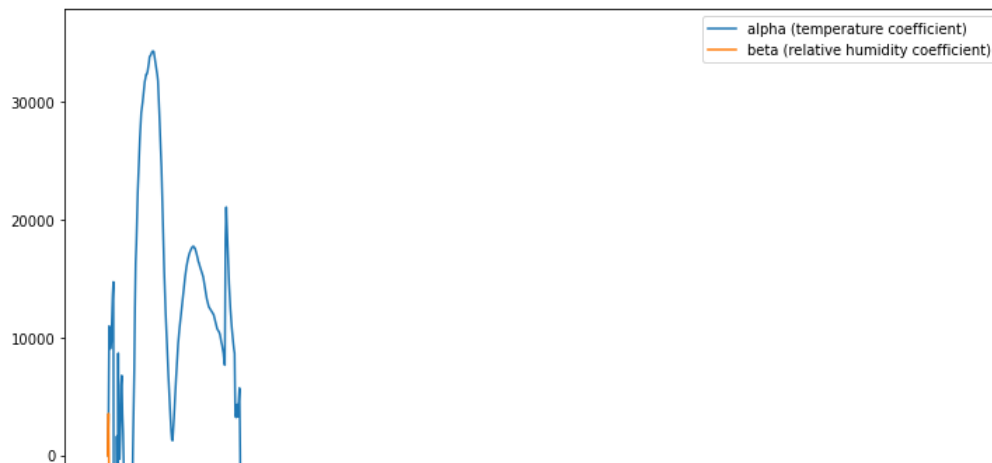 alpha (temperature coefficient)
beta (relative humidity coefficient)
30000
20000
10000
0